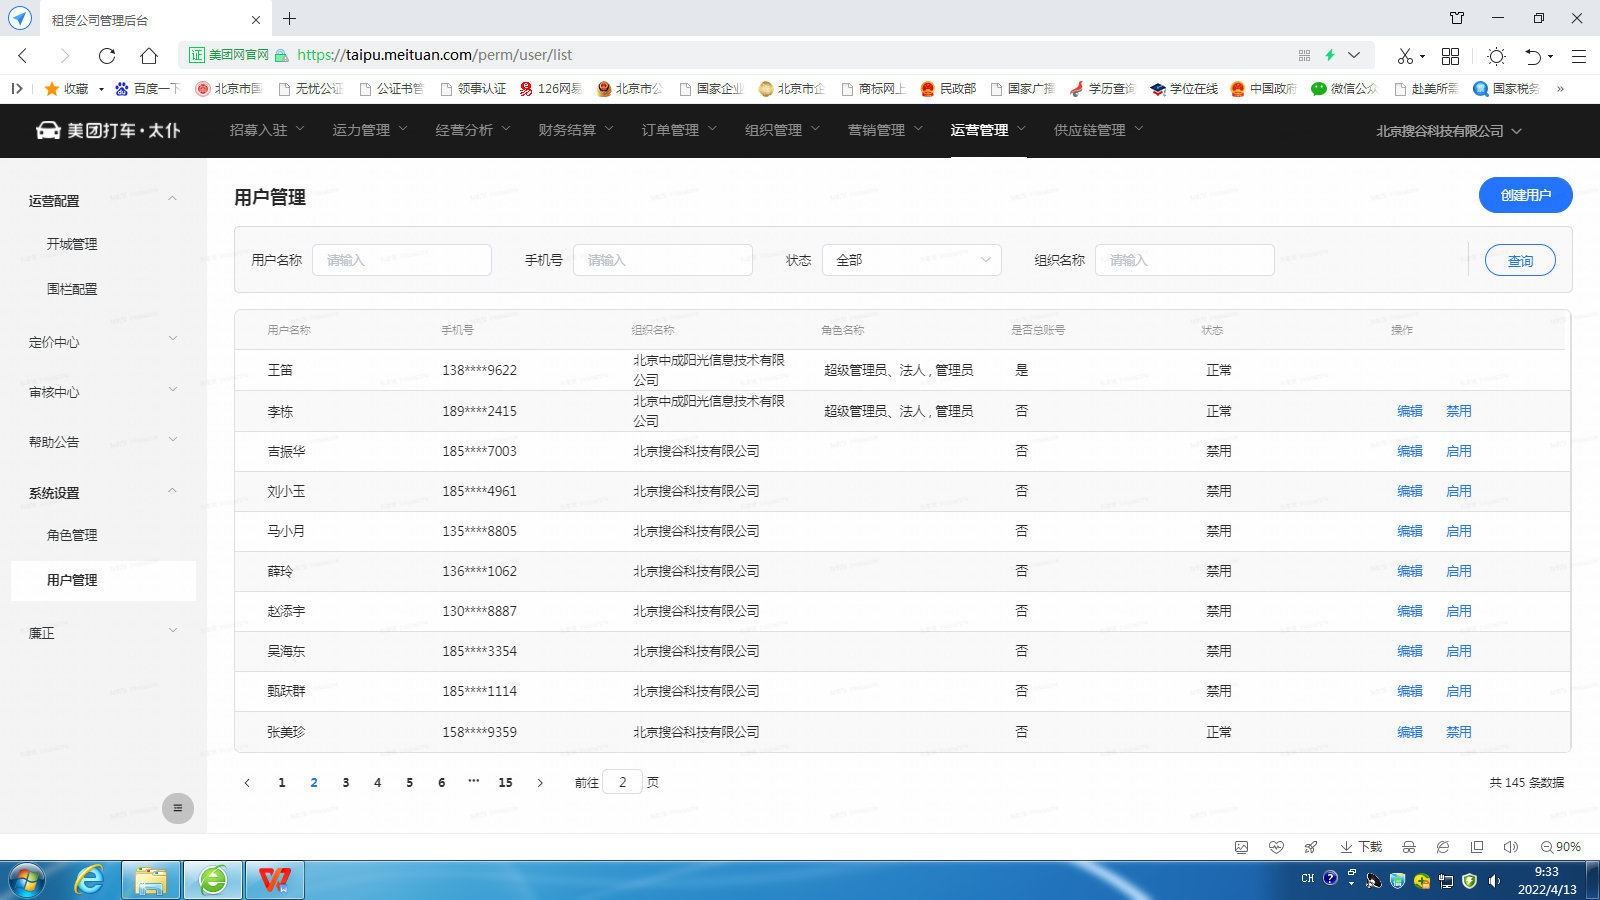 租赁公司管理后台
证 美团网官网 https://taipu.meituan.com/perm/user/list
收藏 百度一下 北京市国 无忧公证 公证书管 领事认证 126网易 北京市公 国家企业 北京市企 商标网上 民政部 国家广播 学历查询 学位在线 中国政府 微信公众 赴美所需 国家税务 »
美团打车·太仆 招募入驻 运力管理 经营分析 财务结算 订单管理 组织管理 营销管理 运营管理 供应链管理 北京搜谷科技有限公司
运营配置
开城管理
围栏配置
定价中心
审核中心
帮助公告
系统设置
角色管理
用户管理
廉正
用户管理 创建用户
用户名称 请输入 手机号 请输入 状态 全部 组织名称 请输入 查询
用户名称 手机号 组织名称 角色名称 是否总账号 状态 操作
王笛 138****9622 北京中成阳光信息技术有限公司 超级管理员、法人 , 管理员 是 正常
李栋 189****2415 北京中成阳光信息技术有限公司 超级管理员、法人 , 管理员 否 正常 编辑 禁用
吉振华 185****7003 北京搜谷科技有限公司 否 禁用 编辑 启用
刘小玉 185****4961 北京搜谷科技有限公司 否 禁用 编辑 启用
马小月 135****8805 北京搜谷科技有限公司 否 禁用 编辑 启用
薛玲 136****1062 北京搜谷科技有限公司 否 禁用 编辑 启用
赵添宇 130****8887 北京搜谷科技有限公司 否 禁用 编辑 启用
吴海东 185****3354 北京搜谷科技有限公司 否 禁用 编辑 启用
甄跃群 185****1114 北京搜谷科技有限公司 否 禁用 编辑 启用
张美珍 158****9359 北京搜谷科技有限公司 否 正常 编辑 禁用
1 2 3 4 5 6 ··· 15 前往 2 页 共 145 条数据
下载 90%
CH 9:33
2022/4/13